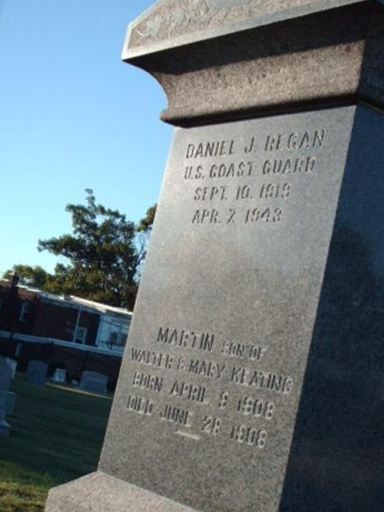 DANIEL J. REGAN
U.S. COAST GUARD
SEPT. 10. 1919
APR. 2 1943
MARTIN SON OF
WALTER & MARY KEATING
BORN APRIL 9 1908
DIED JUNE 28 1908